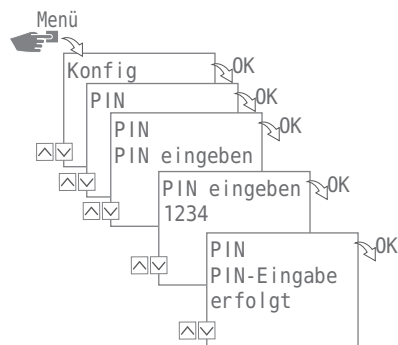 Menü
Konfig
OK
PIN
OK
PIN
PIN eingeben
OK
PIN eingeben
1234
OK
PIN
PIN-Eingabe
erfolgt
OK